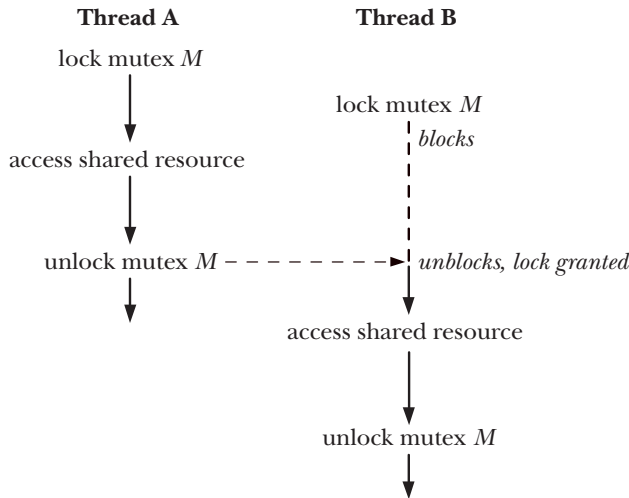 Thread A
Thread B
lock mutex M
lock mutex M
blocks
access shared resource
unlock mutex M
unblocks, lock granted
access shared resource
unlock mutex M